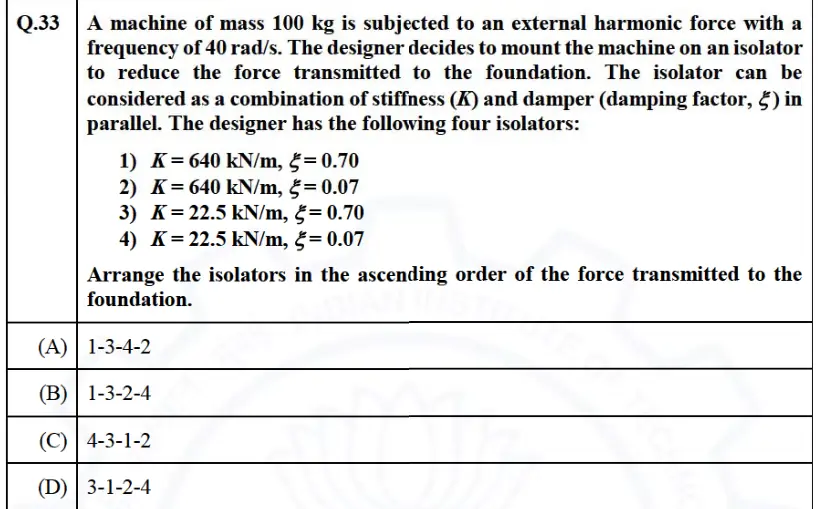 Q.33 A machine of mass 100 kg is subjected to an external harmonic force with a
frequency of 40 rad/s. The designer decides to mount the machine on an isolator
to reduce the force transmitted to the foundation. The isolator can be
considered as a combination of stiffness (K) and damper (damping factor, ξ) in
parallel. The designer has the following four isolators:
1) K = 640 kN/m, ξ = 0.70
2) K = 640 kN/m, ξ = 0.07
3) K = 22.5 kN/m, ξ = 0.70
4) K = 22.5 kN/m, ξ = 0.07
Arrange the isolators in the ascending order of the force transmitted to the
foundation.
(A) 1-3-4-2
(B) 1-3-2-4
(C) 4-3-1-2
(D) 3-1-2-4